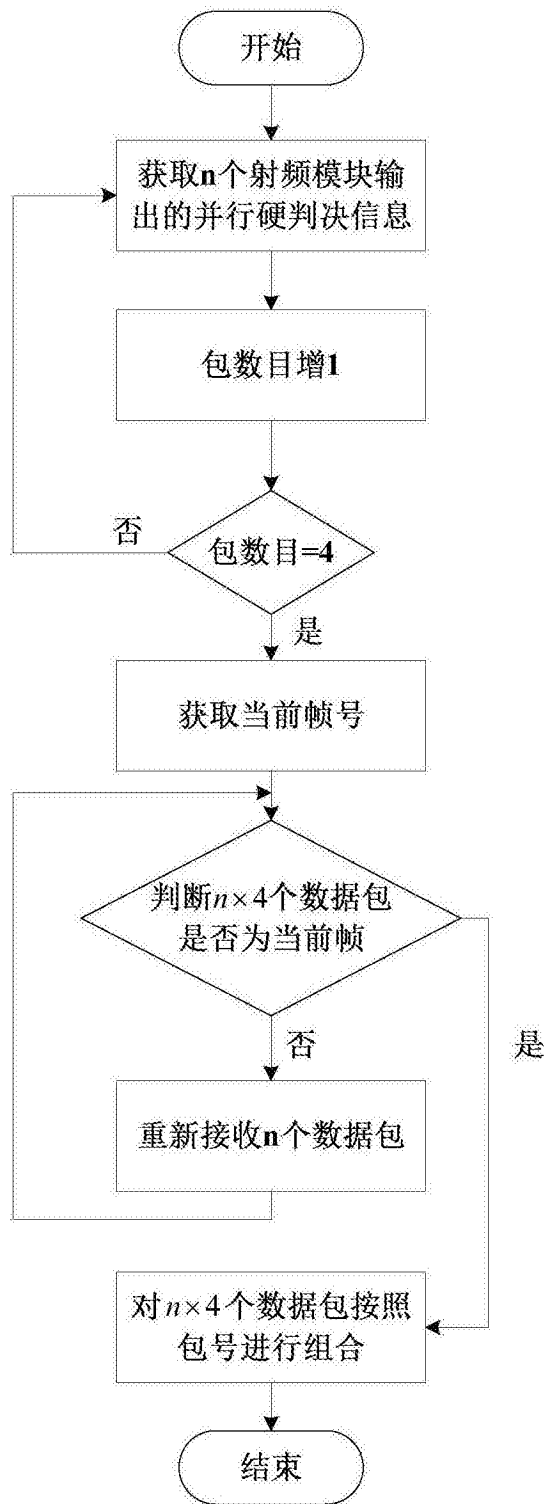 开始
获取n个射频模块输
出的并行硬判决信息
包数目增1
否
包数目=4
是
获取当前帧号
判断n×4个数据包
是否为当前帧
否
是
重新接收n个数据包
对n×4个数据包按照
包号进行组合
结束